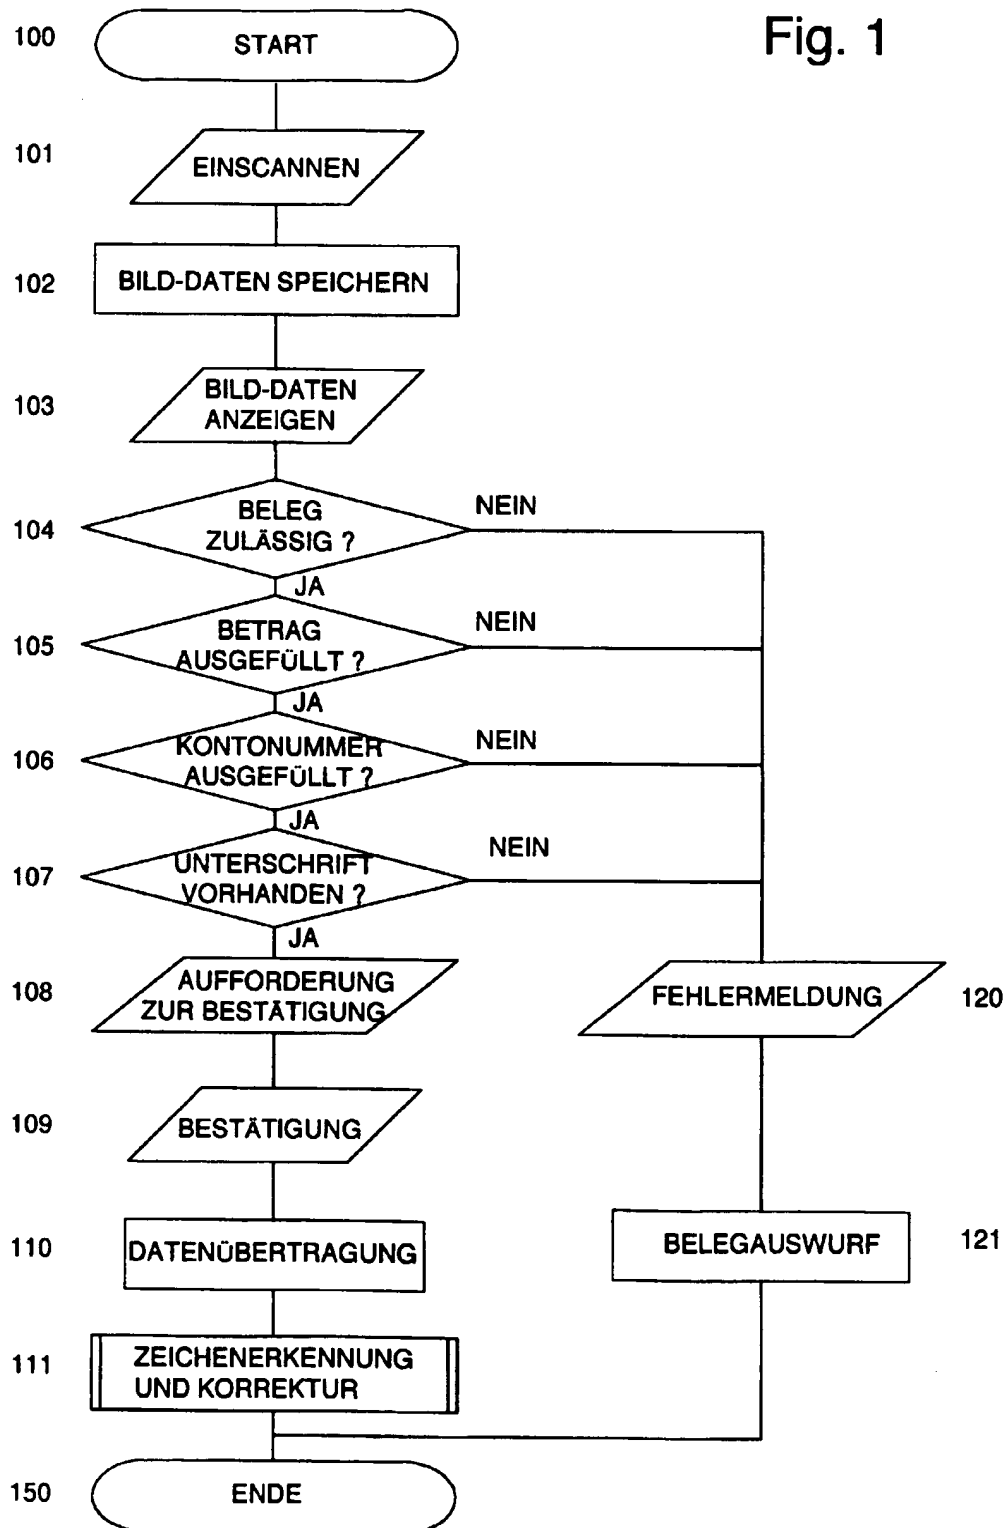 Fig. 1
100
START
101
EINSCANNEN
102
BILD-DATEN SPEICHERN
103
BILD-DATEN
ANZEIGEN
104
BELEG
ZULÄSSIG ?
NEIN
JA
105
BETRAG
AUSGEFÜLLT ?
NEIN
JA
106
KONTONUMMER
AUSGEFÜLLT ?
NEIN
JA
107
UNTERSCHRIFT
VORHANDEN ?
NEIN
JA
108
AUFFORDERUNG
ZUR BESTÄTIGUNG
FEHLERMELDUNG
120
109
BESTÄTIGUNG
110
DATENÜBERTRAGUNG
BELEGAUSWURF
121
111
ZEICHENERKENNUNG
UND KORREKTUR
150
ENDE